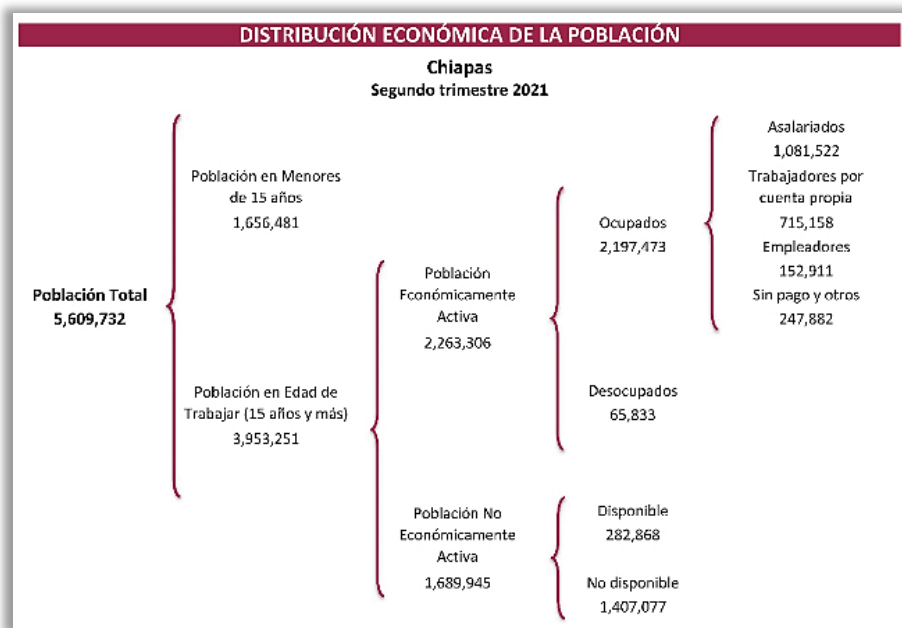 DISTRIBUCIÓN ECONÓMICA DE LA POBLACIÓN
Chiapas
Segundo trimestre 2021
Población Total
5,609,732
Población en Menores
de 15 años
1,656,481
Población en Edad de
Trabajar (15 años y más)
3,953,251
Población
Económicamente
Activa
2,263,306
Población No
Económicamente
Activa
1,689,945
Ocupados
2,197,473
Desocupados
65,833
Disponible
282,868
No disponible
1,407,077
Asalariados
1,081,522
Trabajadores por
cuenta propia
715,158
Empleadores
152,911
Sin pago y otros
247,882